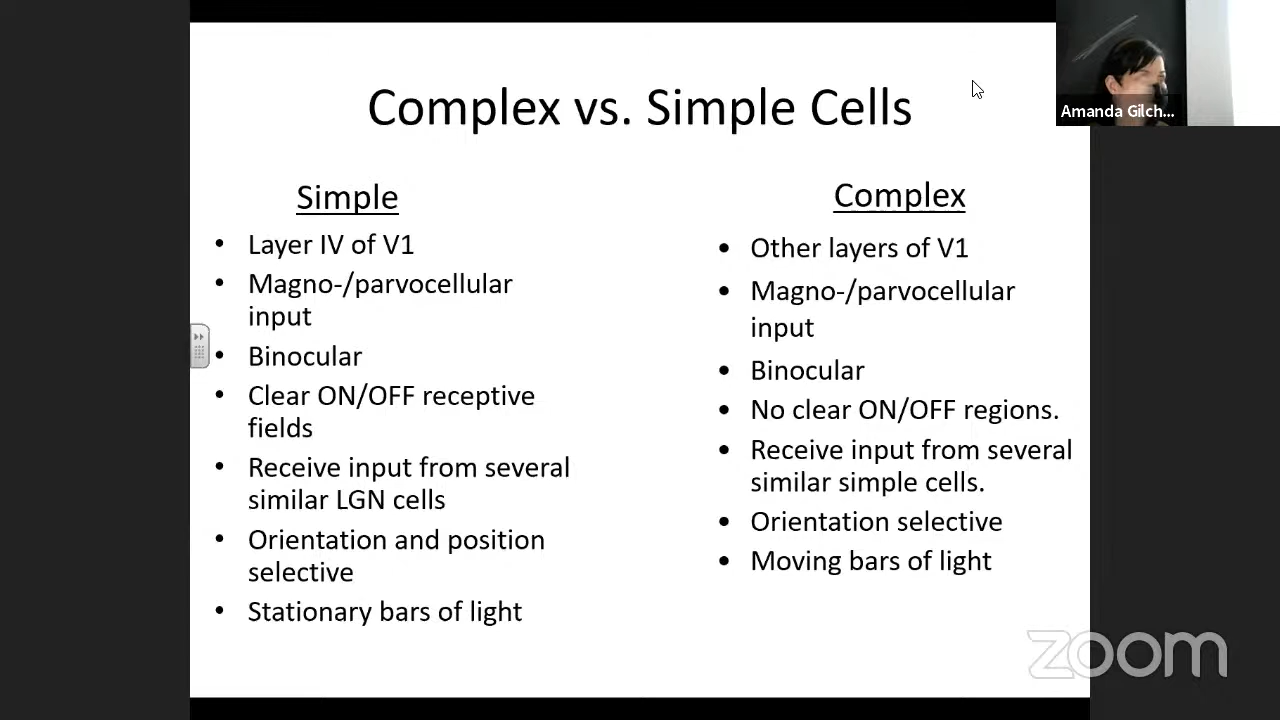 Complex vs. Simple Cells
Amanda Gilch...
Simple
• Layer IV of V1
• Magno-/parvocellular
input
• Binocular
• Clear ON/OFF receptive
fields
• Receive input from several
similar LGN cells
• Orientation and position
selective
• Stationary bars of light
Complex
• Other layers of V1
• Magno-/parvocellular
input
• Binocular
• No clear ON/OFF regions.
• Receive input from several
similar simple cells.
• Orientation selective
• Moving bars of light
zoom